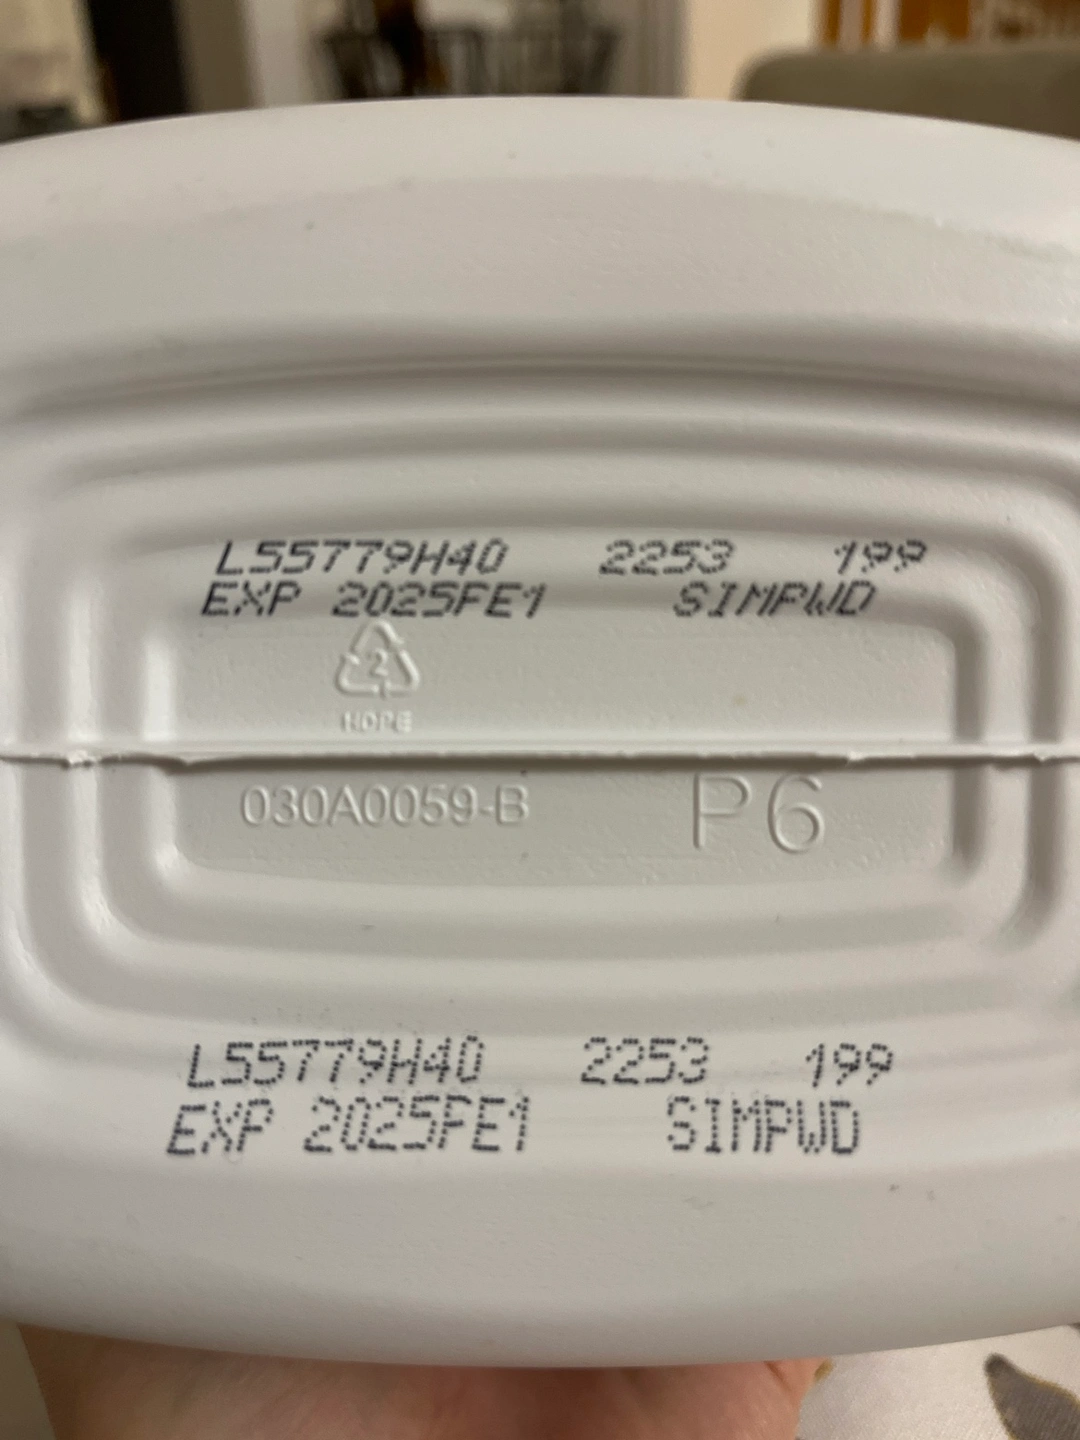 L55779H40 2253 199
EXP 2025FE1 SIMPWD
2
HDPE
030A0059-B P6
L55779H40 2253 199
EXP 2025FE1 SIMPWD